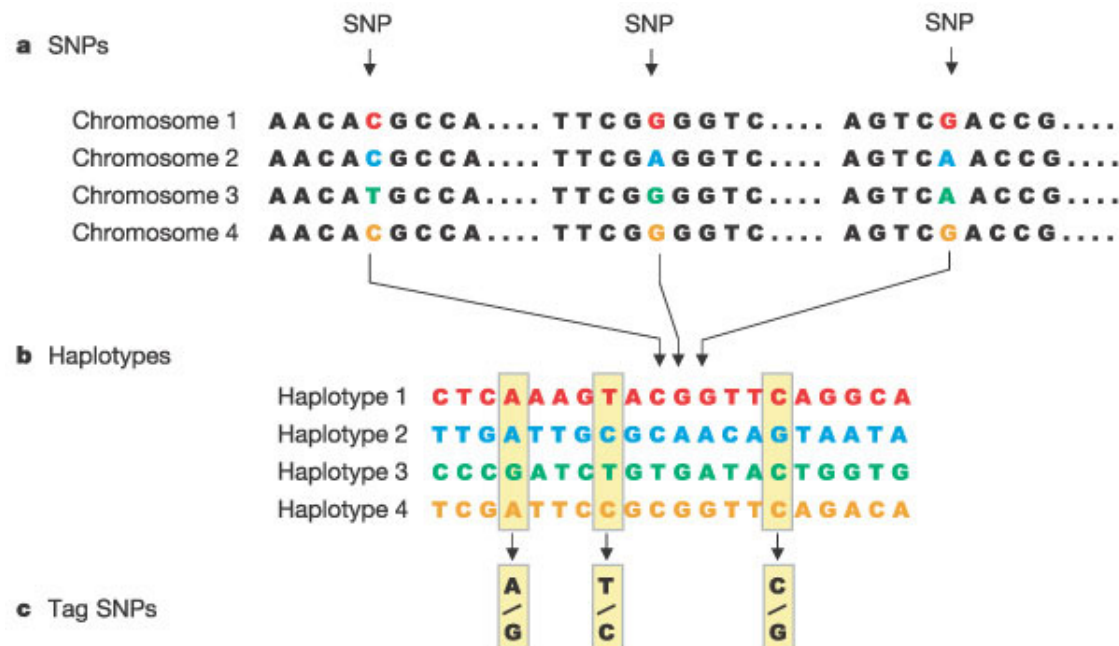 SNP SNP SNP
a SNPs
Chromosome 1 AACACGCCA.... TTCGGGGTC.... AGTCGACCG....
Chromosome 2 AACACGCCA.... TTCGAGGTC.... AGTCAACCG....
Chromosome 3 AACATGCCA.... TTCGGGGTC.... AGTCAACCG....
Chromosome 4 AACACGCCA.... TTCGGGGTC.... AGTCGACCG....
b Haplotypes
Haplotype 1 CTCAAAGTACGGTTCAGGCA
Haplotype 2 TTGATTGCGCAACAGTAATA
Haplotype 3 CCCGATCTGTGATACTGGTG
Haplotype 4 TCGATTCCGCGGTTCAGACA
c Tag SNPs
A/G T/C C/G